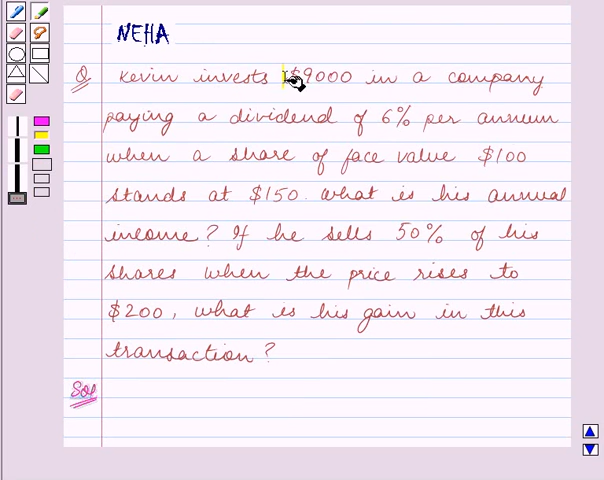 NEHA
Q Kevin invests $9000 in a company
paying a dividend of 6% per annum
when a share of face value $100
stands at $150. What is his annual
income? If he sells 50% of his
shares when the price rises to
$200, what is his gain in this
transaction?
Sol